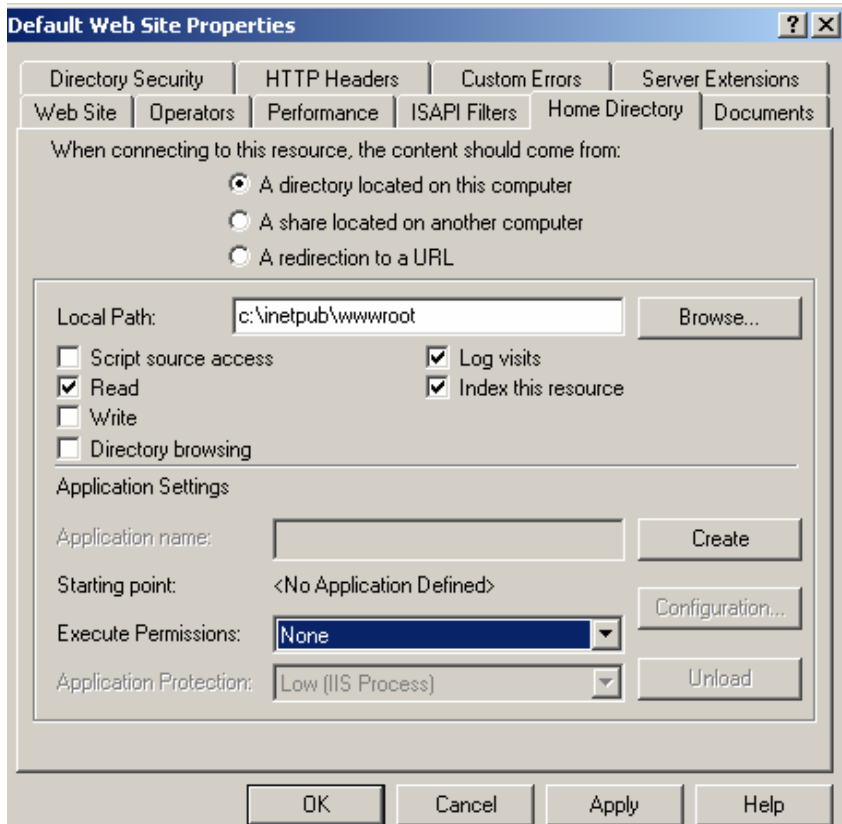 Default Web Site Properties
Directory Security HTTP Headers Custom Errors Server Extensions
Web Site Operators Performance ISAPI Filters Home Directory Documents
When connecting to this resource, the content should come from:
A directory located on this computer
A share located on another computer
A redirection to a URL
Local Path: c:\inetpub\wwwroot Browse...
Script source access Log visits
Read Index this resource
Write
Directory browsing
Application Settings
Application name: Create
Starting point: <No Application Defined>
Configuration...
Execute Permissions: None
Application Protection: Low (IIS Process) Unload
OK Cancel Apply Help